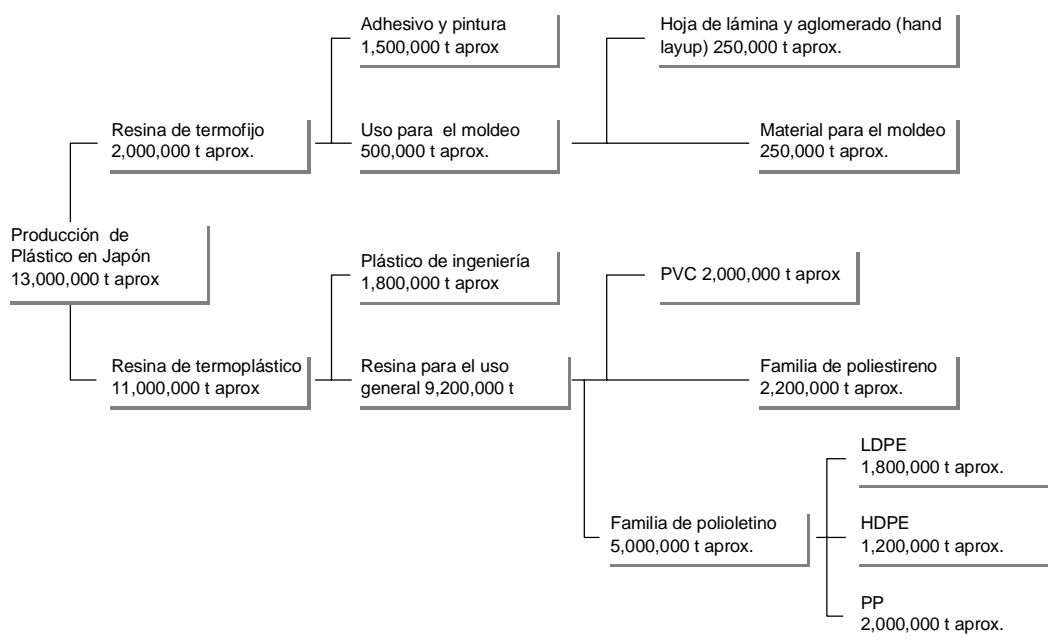 Adhesivo y pintura
1,500,000 t aprox
Hoja de lámina y aglomerado (hand
layup) 250,000 t aprox.
Resina de termofijo
2,000,000 t aprox.
Uso para el moldeo
500,000 t aprox.
Material para el moldeo
250,000 t aprox.
Producción de
Plástico en Japón
13,000,000 t aprox
Plástico de ingeniería
1,800,000 t aprox.
PVC 2,000,000 t aprox
Resina de termoplástico
11,000,000 t aprox
Resina para el uso
general 9,200,000 t
Familia de poliestireno
2,200,000 t aprox.
LDPE
1,800,000 t aprox.
Familia de polioletino
5,000,000 t aprox.
HDPE
1,200,000 t aprox.
PP
2,000,000 t aprox.